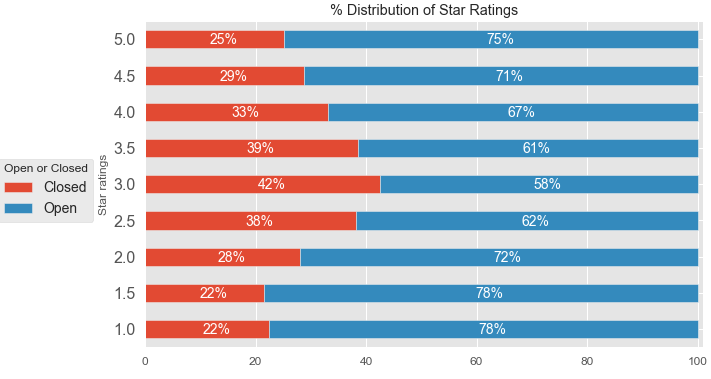 % Distribution of Star Ratings
5.0 25% 75%
4.5 29% 71%
4.0 33% 67%
3.5 39% 61%
3.0 42% 58%
2.5 38% 62%
2.0 28% 72%
1.5 22% 78%
1.0 22% 78%
0 20 40 60 80 100
Star ratings
Open or Closed
Closed
Open